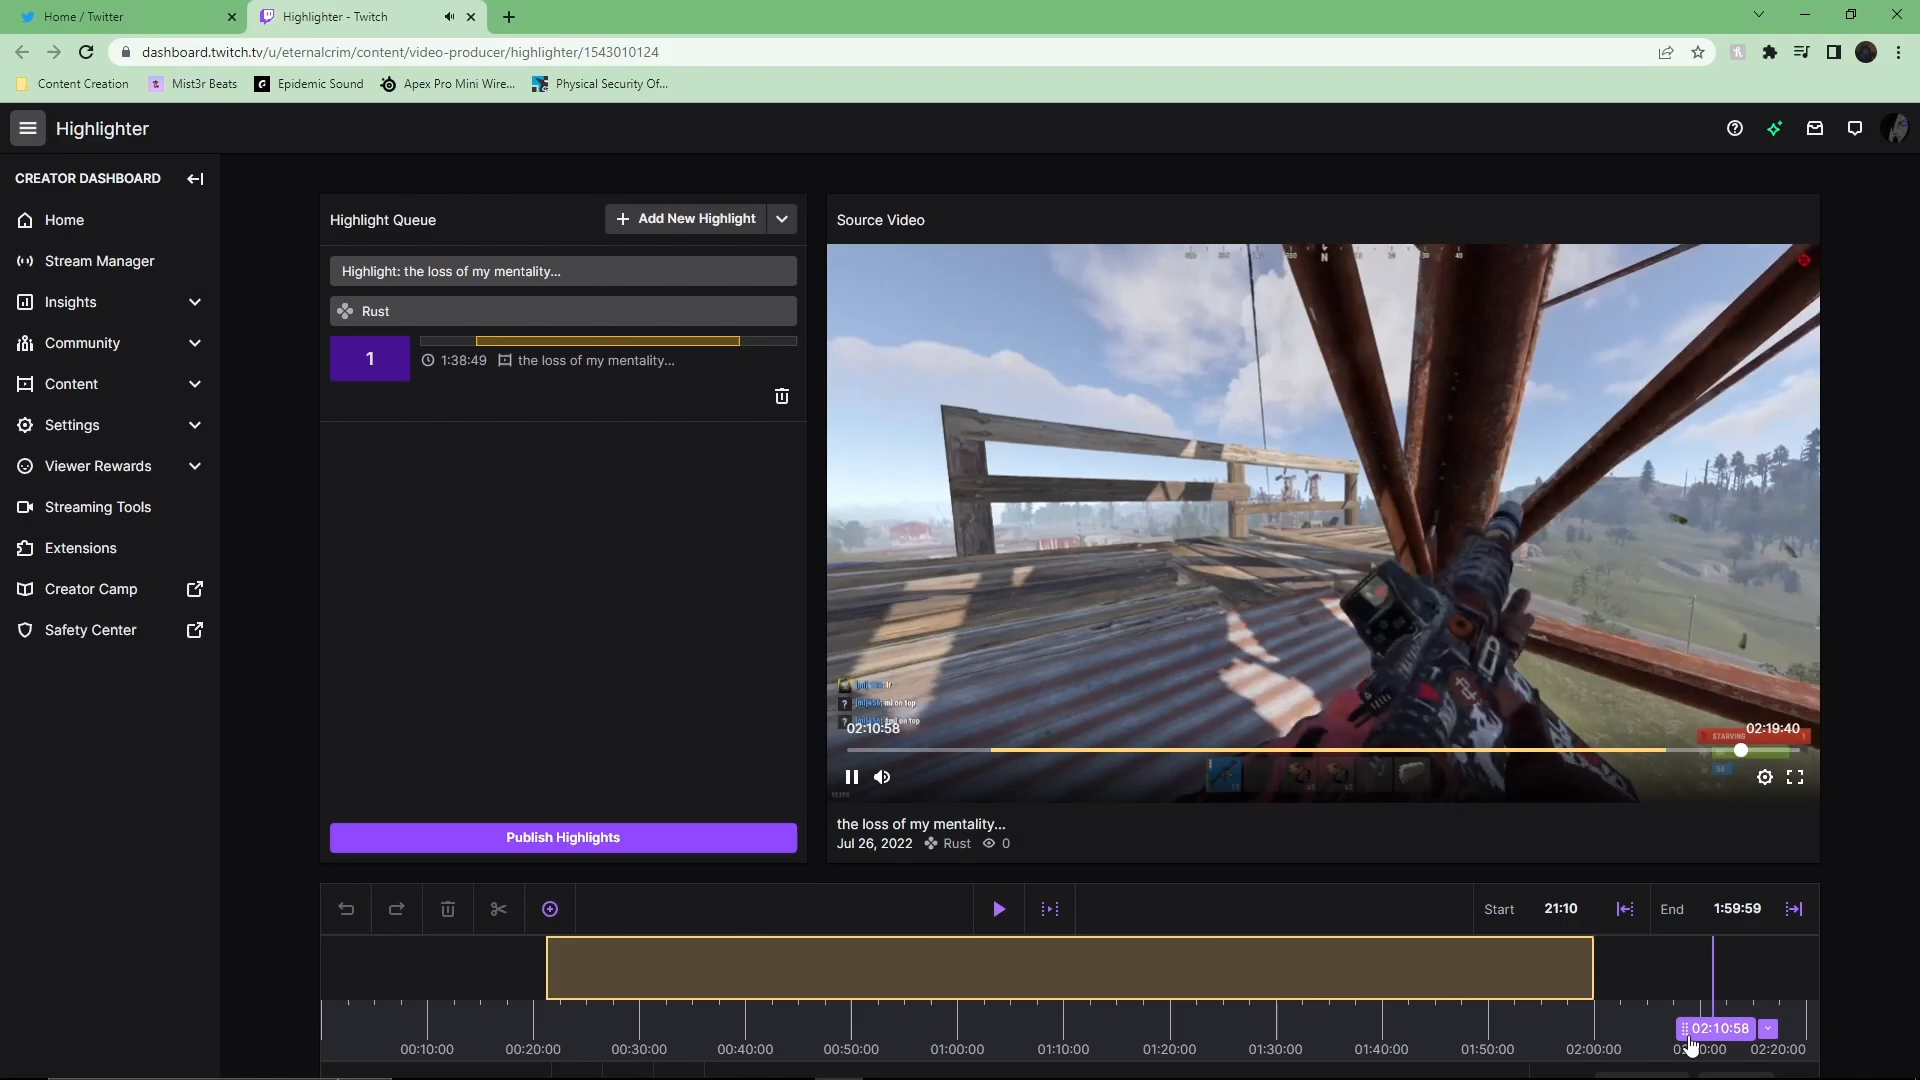 Home / Twitter
Highlighter - Twitch
dashboard.twitch.tv/u/eternalcrim/content/video-producer/highlighter/1543010124
Content Creation
Mist3r Beats
Epidemic Sound
Apex Pro Mini Wire...
Physical Security Of...
Highlighter
CREATOR DASHBOARD
Home
Stream Manager
Insights
Community
Content
Settings
Viewer Rewards
Streaming Tools
Extensions
Creator Camp
Safety Center
Highlight Queue
Add New Highlight
Highlight: the loss of my mentality...
Rust
1
1:38:49 the loss of my mentality...
Publish Highlights
Source Video
N
on top
on top
02:10:58
02:19:40
STARVING
the loss of my mentality...
Jul 26, 2022 Rust 0
Start 21:10
End 1:59:59
02:10:58
00:10:00 00:20:00 00:30:00 00:40:00 00:50:00 01:00:00 01:10:00 01:20:00 01:30:00 01:40:00 01:50:00 02:00:00 02:20:00